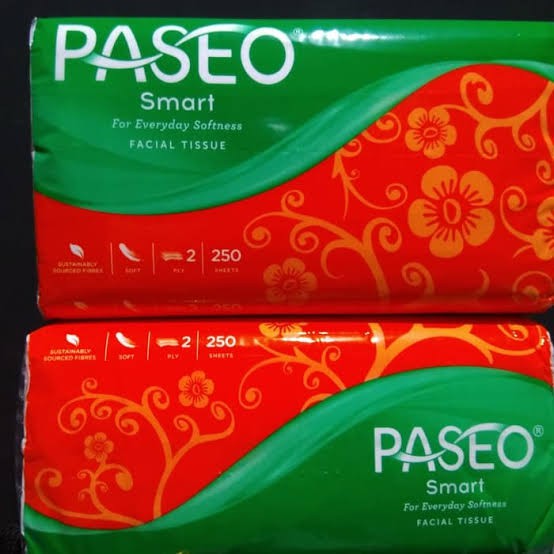 PASEO®
Smart
For Everyday Softness
FACIAL TISSUE
SUSTAINABLY SOURCED FIBRES
SOFT
2 PLY
250 SHEETS
250
SUSTAINABLY SOURCED FIBRES
SOFT
2 PLY
250 SHEETS
PASEO®
Smart
For Everyday Softness
FACIAL TISSUE